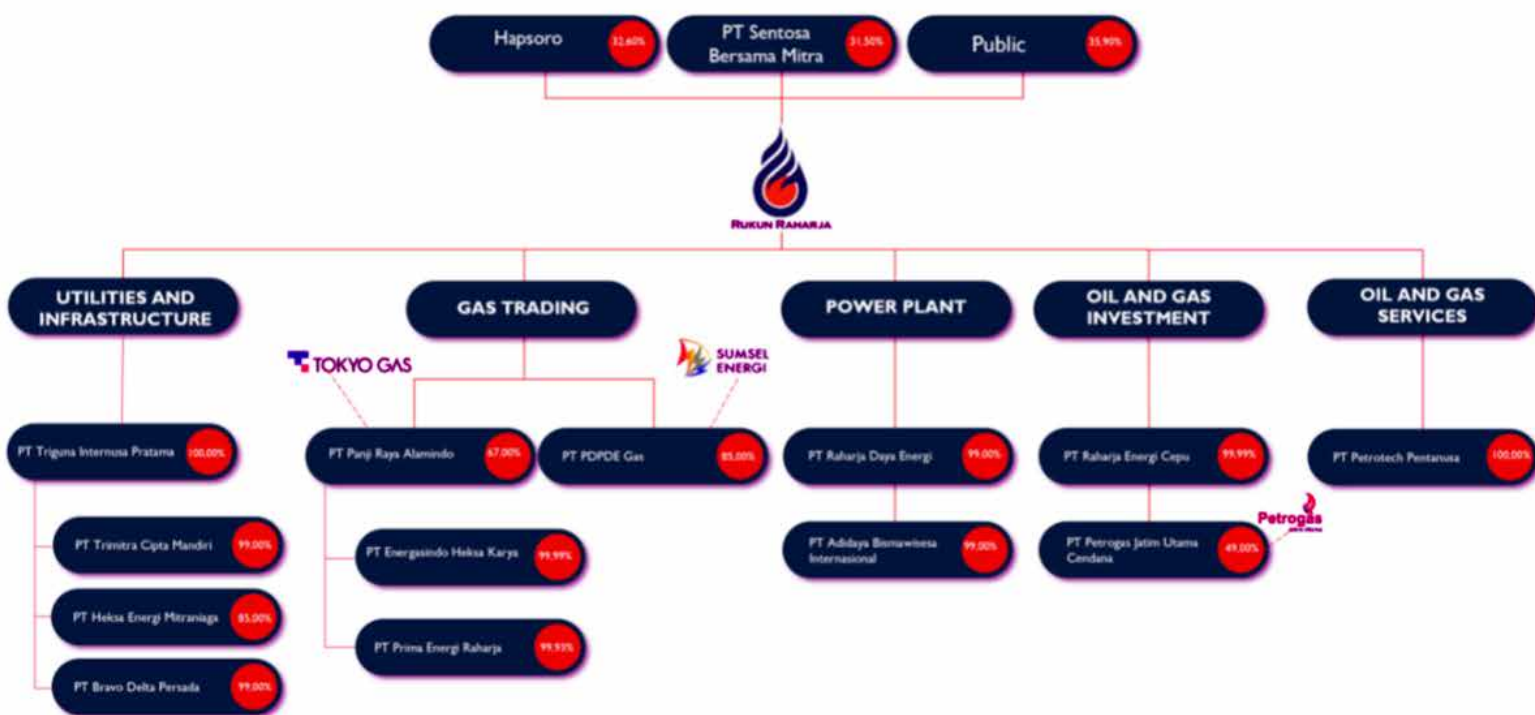 Hapsoro
32,60%
PT Sentosa
Bersama Mitra
31,50%
Public
35,90%
RUKUN RAHARJA
UTILITIES AND
INFRASTRUCTURE
GAS TRADING
POWER PLANT
OIL AND GAS
INVESTMENT
OIL AND GAS
SERVICES
TOKYO GAS
SUMSEL
ENERGI
PT Triguna Internusa Pratama
100,00%
PT Panji Raya Alamindo
67,00%
PT PDPDE Gas
85,00%
PT Raharja Daya Energi
99,00%
PT Raharja Energi Cepu
99,99%
PT Petrotech Pentanusa
100,00%
PT Trimitra Cipta Mandiri
99,00%
PT Energasindo Heksa Karya
99,99%
PT Adidaya Bismawisesa
Internasional
99,00%
PT Petrogas Jatim Utama
Cendana
49,00%
Petrogas
PT Heksa Energi Mitraniaga
85,00%
PT Prima Energi Raharja
99,93%
PT Bravo Delta Persada
99,00%